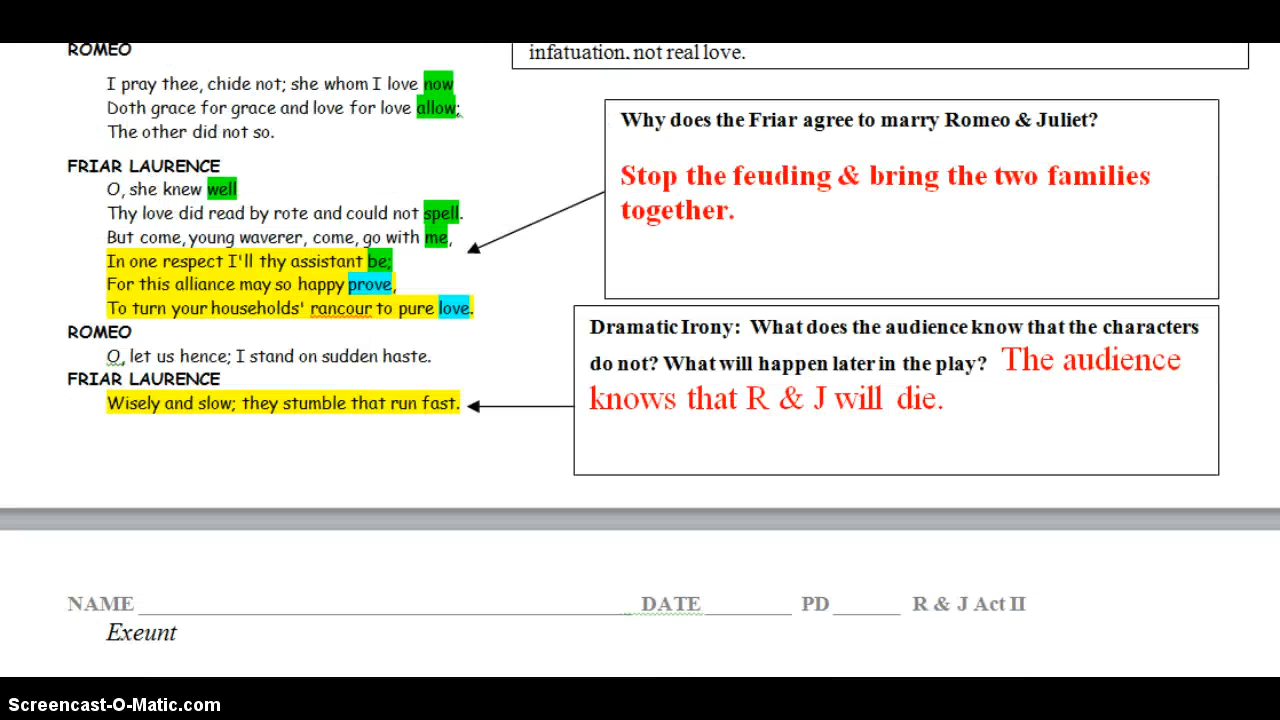 ROMEO
infatuation, not real love.
I pray thee, chide not; she whom I love now
Doth grace for grace and love for love allow;
The other did not so.
FRIAR LAURENCE
O, she knew well
Thy love did read by rote and could not spell.
But come, young waverer, come, go with me,
In one respect I'll thy assistant be;
For this alliance may so happy prove,
To turn your households' rancour to pure love.
ROMEO
O, let us hence; I stand on sudden haste.
FRIAR LAURENCE
Wisely and slow; they stumble that run fast.
Why does the Friar agree to marry Romeo & Juliet?
Stop the feuding & bring the two families
together.
Dramatic Irony: What does the audience know that the characters
do not? What will happen later in the play? The audience
knows that R & J will die.
NAME DATE PD R & J Act II
Exeunt
Screencast-O-Matic.com